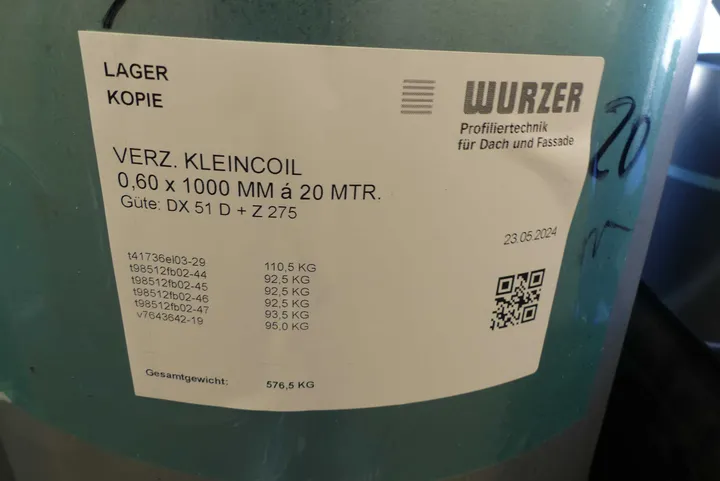 LAGER
KOPIE
WURZER
Profiliertechnik
für Dach und Fassade
VERZ. KLEINCOIL
0,60 x 1000 MM á 20 MTR.
Güte: DX 51 D + Z 275
23.05.2024
t41736el03-29 110,5 KG
t98512fb02-44 92,5 KG
t98512fb02-45 92,5 KG
t98512fb02-46 92,5 KG
t98512fb02-47 93,5 KG
v7643642-19 95,0 KG
Gesamtgewicht: 576,5 KG
20
m